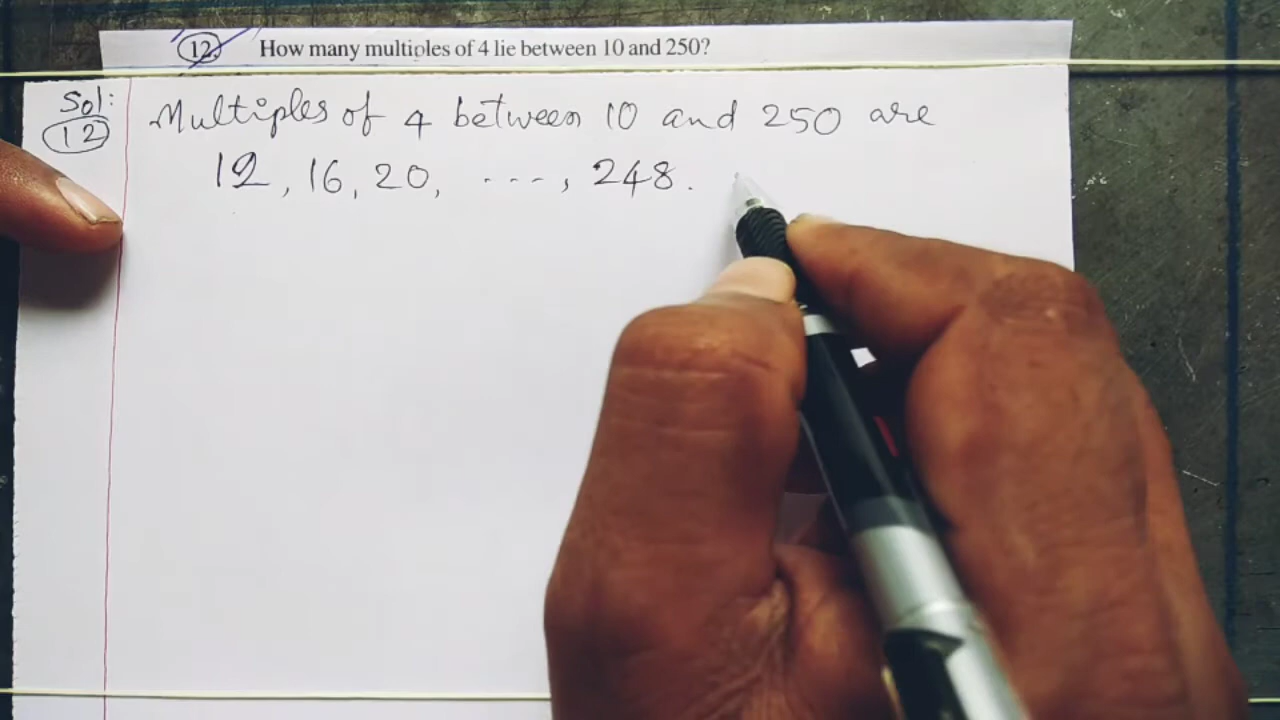 12. How many multiples of 4 lie between 10 and 250?
Sol:
12
Multiples of 4 between 10 and 250 are
12, 16, 20, ---, 248.